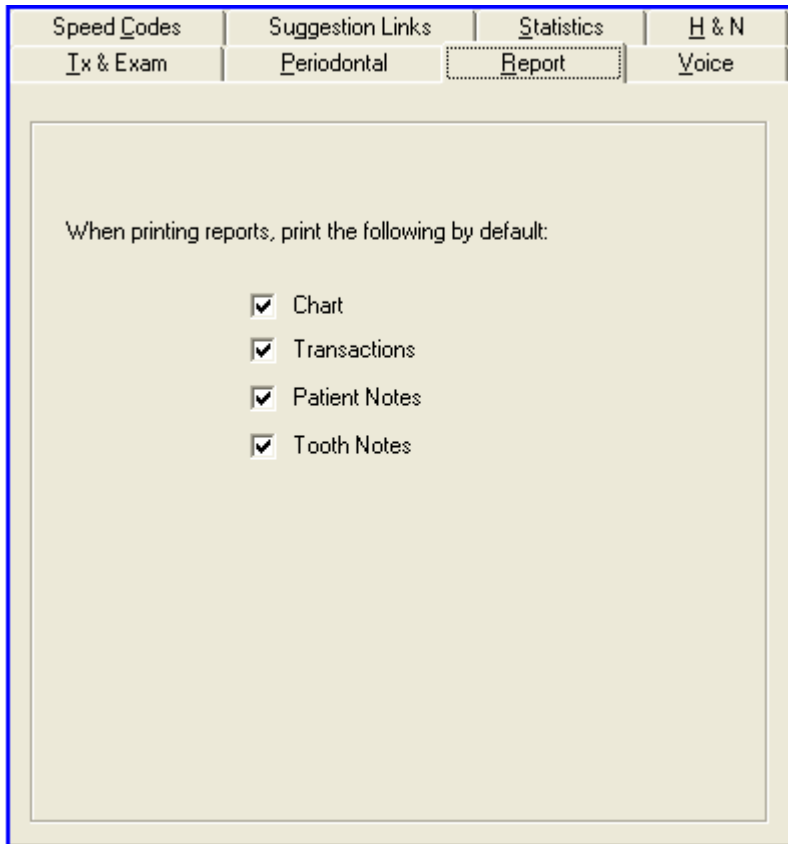 Speed Codes Suggestion Links Statistics H & N
Tx & Exam Periodontal Report Voice
When printing reports, print the following by default:
Chart
Transactions
Patient Notes
Tooth Notes